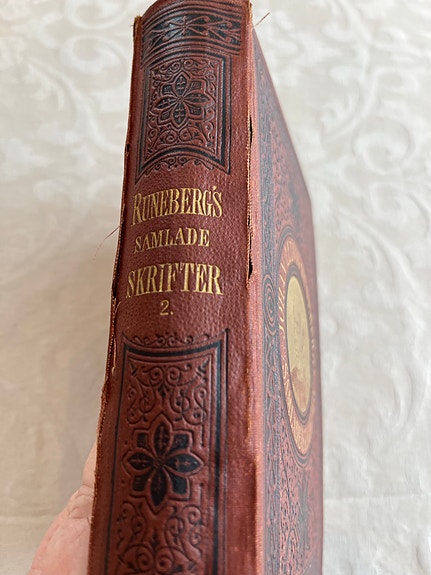 RUNEBERG'S
SAMLADE
SKRIFTER
2.